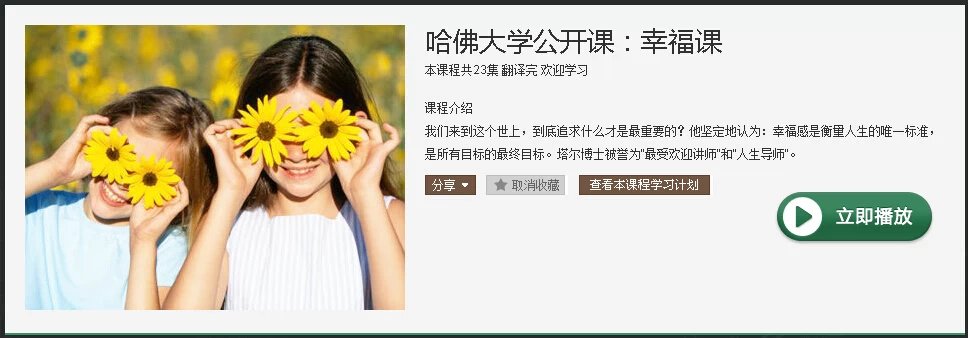 哈佛大学公开课：幸福课
本课程共23集 翻译完 欢迎学习
课程介绍
我们来到这个世上，到底追求什么才是最重要的？他坚定地认为：幸福感是衡量人生的唯一标准，
是所有目标的最终目标。塔尔博士被誉为"最受欢迎讲师"和"人生导师"。
分享 取消收藏 查看本课程学习计划
立即播放